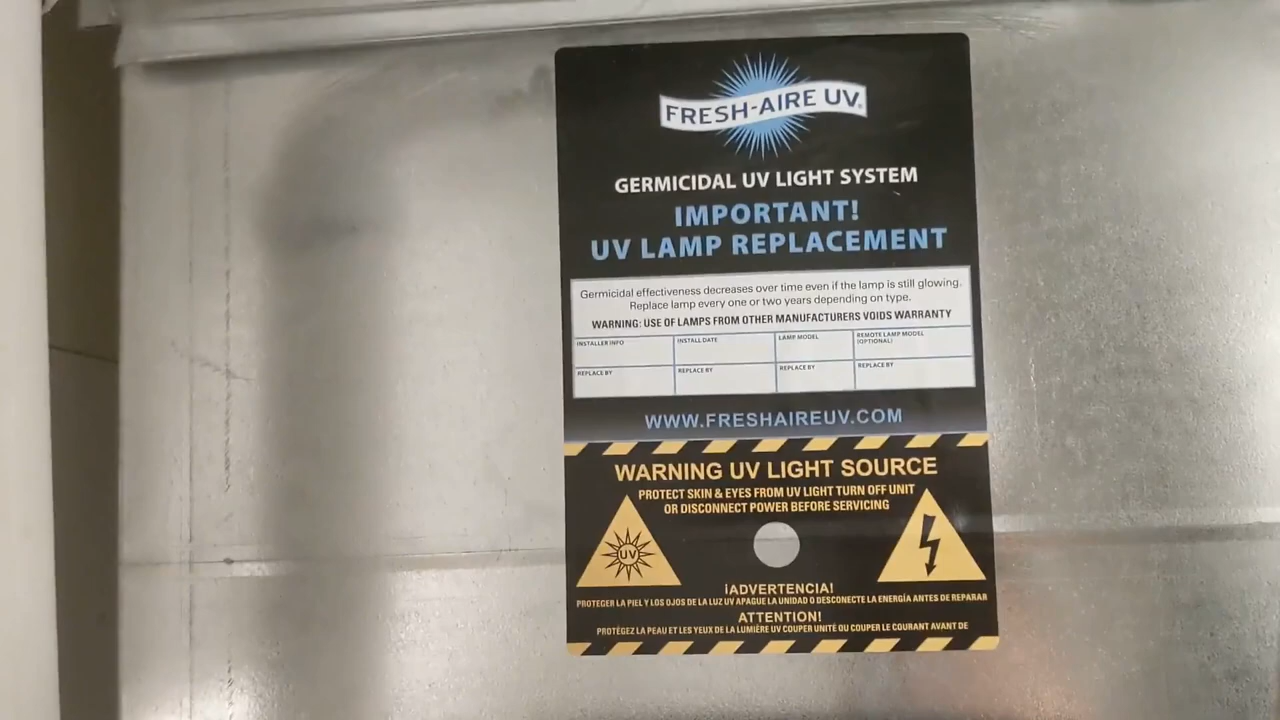 FRESH-AIRE UV®
GERMICIDAL UV LIGHT SYSTEM
IMPORTANT!
UV LAMP REPLACEMENT
Germicidal effectiveness decreases over time even if the lamp is still glowing.
Replace lamp every one or two years depending on type.
WARNING: USE OF LAMPS FROM OTHER MANUFACTURERS VOIDS WARRANTY
INSTALLER INFO INSTALL DATE LAMP MODEL REMOTE LAMP MODEL
(OPTIONAL)
REPLACE BY REPLACE BY REPLACE BY REPLACE BY
WWW.FRESHAIREUV.COM
WARNING UV LIGHT SOURCE
PROTECT SKIN & EYES FROM UV LIGHT TURN OFF UNIT
OR DISCONNECT POWER BEFORE SERVICING
UV
¡ADVERTENCIA!
PROTEGER LA PIEL Y LOS OJOS DE LA LUZ UV APAGUE LA UNIDAD O DESCONECTE LA ENERGÍA ANTES DE REPARAR
ATTENTION!
PROTÉGEZ LA PEAU ET LES YEUX DE LA LUMIÈRE UV COUPER UNITÉ OU COUPER LE COURANT AVANT DE